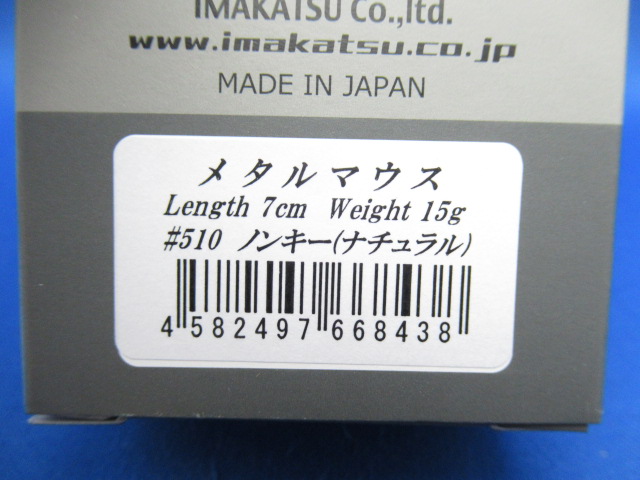 IMAKATSU Co.,ltd.
www.imakatsu.co.jp
MADE IN JAPAN
メタルマウス
Length 7cm Weight 15g
#510 ノンキー(ナチュラル)
4 582497 668438